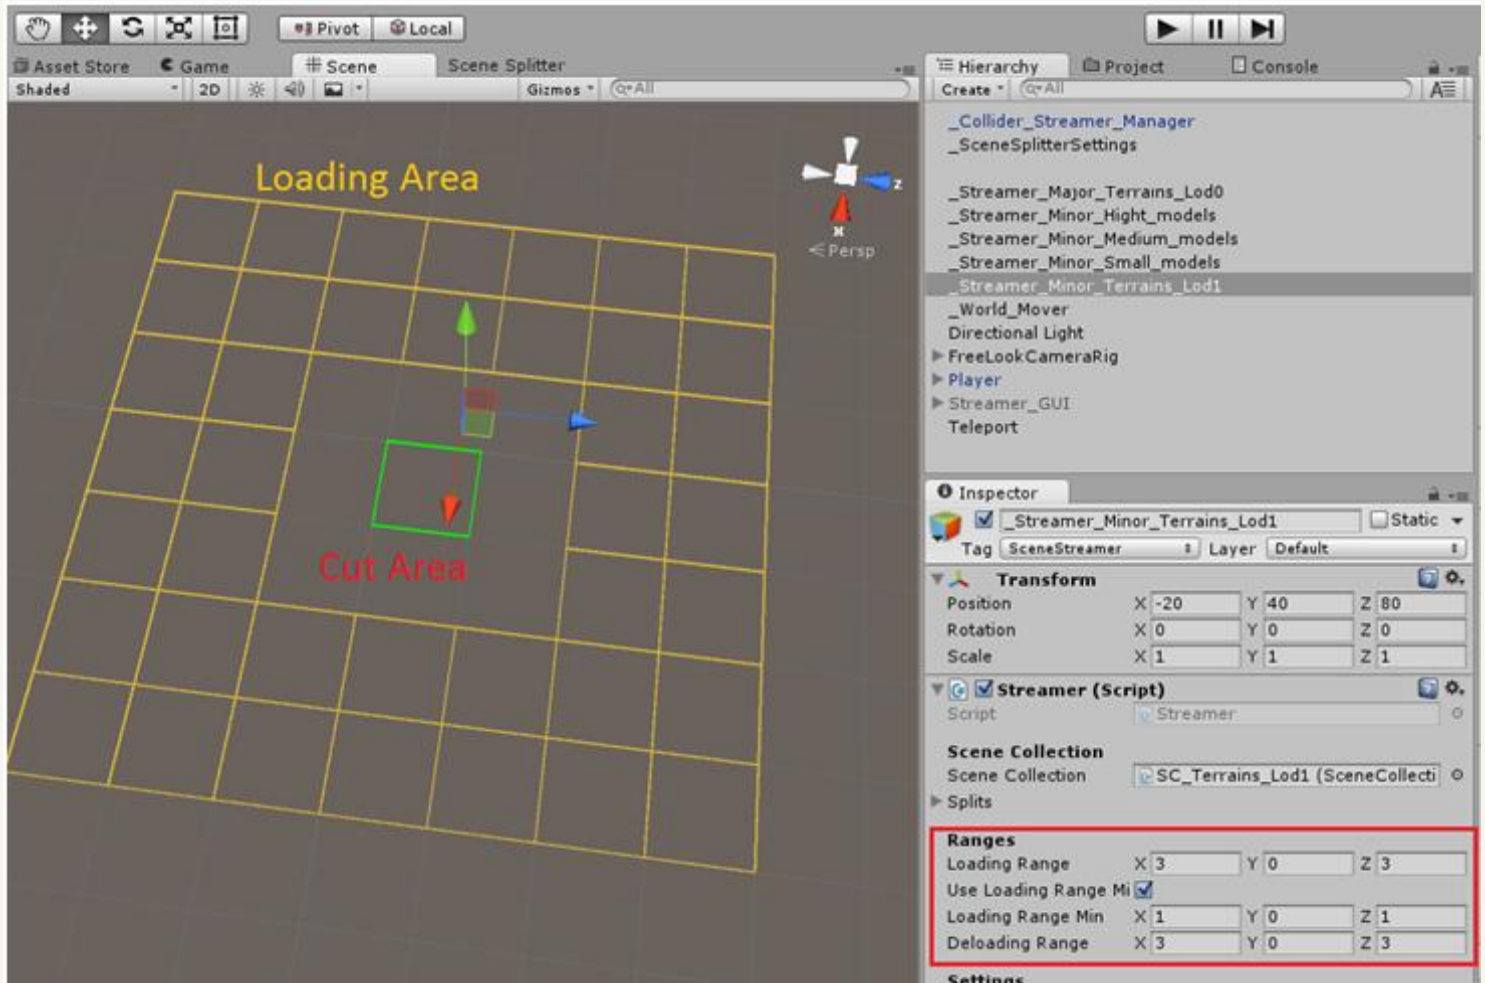 Pivot Local
Asset Store Game Scene Scene Splitter
Shaded 2D Gizmos All
Loading Area
z
x
Persp
Cut Area
Hierarchy Project Console
Create All
_Collider_Streamer_Manager
_SceneSplitterSettings
_Streamer_Major_Terrains_Lod0
_Streamer_Minor_Hight_models
_Streamer_Minor_Medium_models
_Streamer_Minor_Small_models
_Streamer_Minor_Terrains_Lod1
_World_Mover
Directional Light
FreeLookCameraRig
Player
Streamer_GUI
Teleport
Inspector
_Streamer_Minor_Terrains_Lod1 Static
Tag SceneStreamer Layer Default
Transform
Position X -20 Y 40 Z 80
Rotation X 0 Y 0 Z 0
Scale X 1 Y 1 Z 1
Streamer (Script)
Script Streamer
Scene Collection
Scene Collection SC_Terrains_Lod1 (SceneCollecti
Splits
Ranges
Loading Range X 3 Y 0 Z 3
Use Loading Range Mi
Loading Range Min X 1 Y 0 Z 1
Deloading Range X 3 Y 0 Z 3
Settings